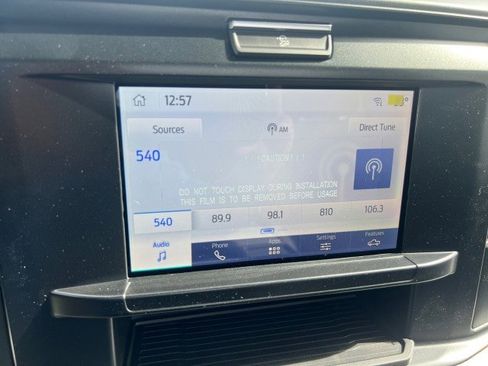 12:57
Sources
AM
Direct Tune
540
! ! CAUTION ! !
DO NOT TOUCH DISPLAY DURING INSTALLATION
THIS FILM IS TO BE REMOVED BEFORE USAGE
540 89.9 98.1 810 106.3
Audio Phone Apps Settings Features